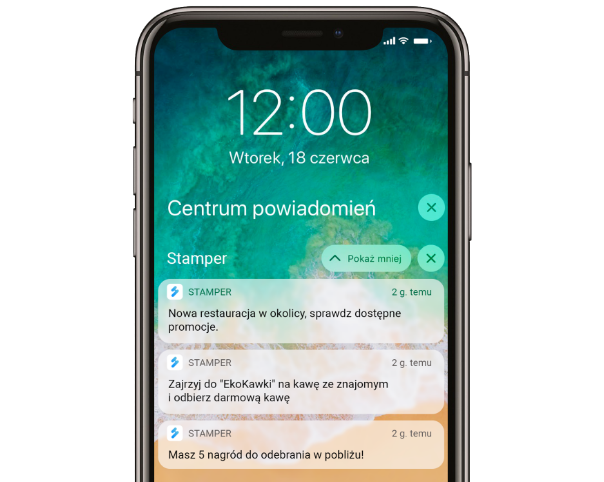 12:00
Wtorek, 18 czerwca
Centrum powiadomień
Stamper
Pokaż mniej
STAMPER 2 g. temu
Nowa restauracja w okolicy, sprawdz dostępne
promocje.
STAMPER 2 g. temu
Zajrzyj do "EkoKawki" na kawę ze znajomym
i odbierz darmową kawę
STAMPER 2 g. temu
Masz 5 nagród do odebrania w pobliżu!